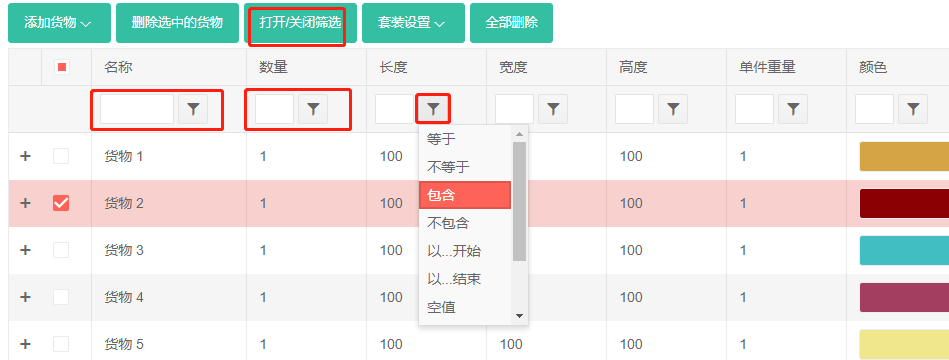 添加货物 删除选中的货物 打开/关闭筛选 套装设置 全部删除
名称 数量 长度 宽度 高度 单件重量 颜色
等于
不等于
包含
不包含
以...开始
以...结束
空值
货物 1 1 100 100 1
货物 2 1 100 100 1
货物 3 1 100 100 1
货物 4 1 100 100 1
货物 5 1 100 100 100 1